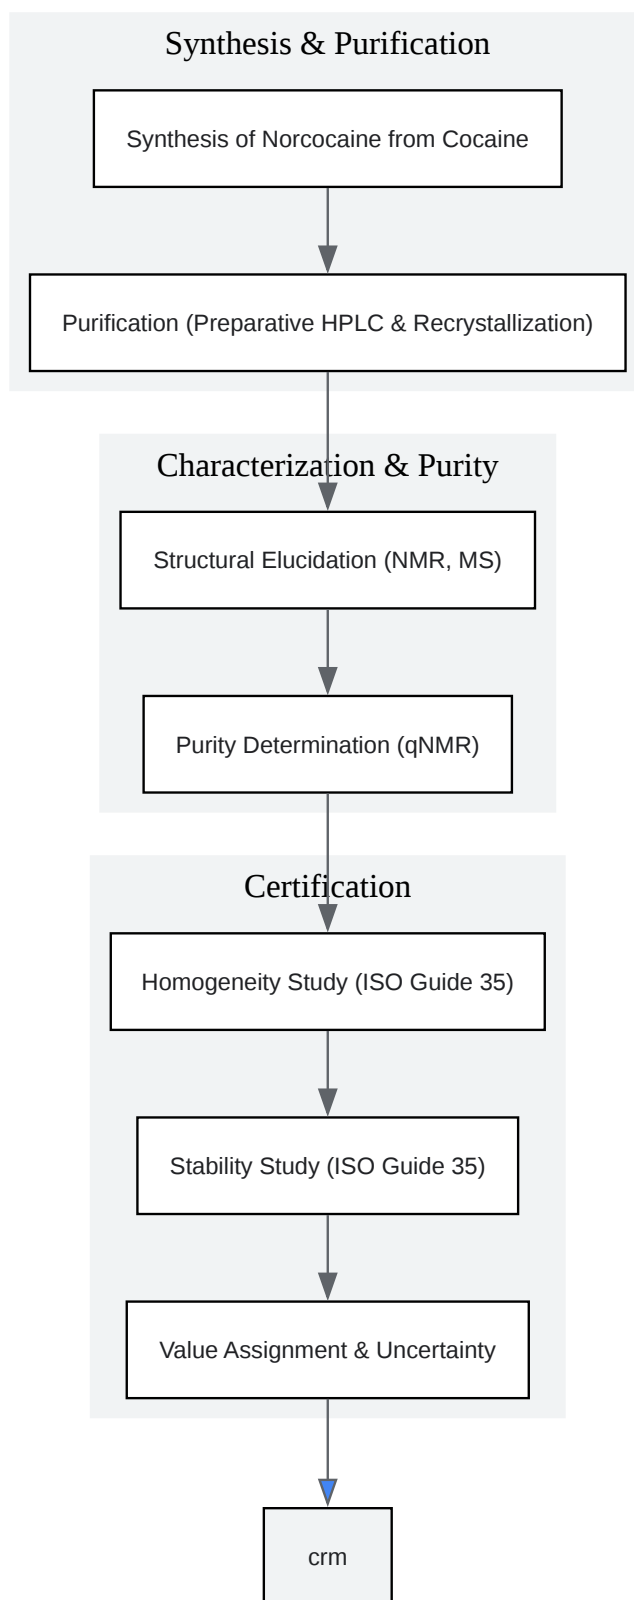 Synthesis & Purification
Synthesis of Norcocaine from Cocaine
Purification (Preparative HPLC & Recrystallization)
Characterization & Purity
Structural Elucidation (NMR, MS)
Purity Determination (qNMR)
Certification
Homogeneity Study (ISO Guide 35)
Stability Study (ISO Guide 35)
Value Assignment & Uncertainty
crm